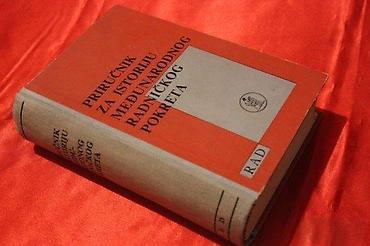 PRIRUČNIK
ZA ISTORIJU
MEĐUNARODNOG
RADNIČKOG
POKRETA
RAD